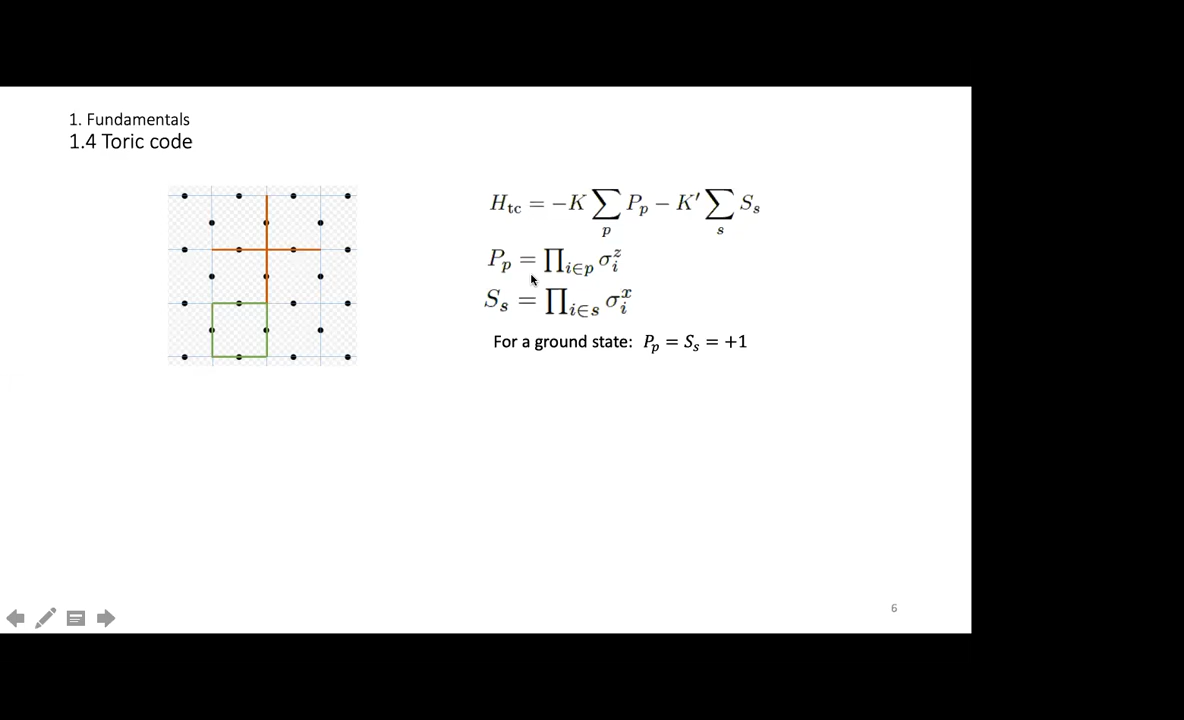 1. Fundamentals
1.4 Toric code
H_tc = −K ∑_p P_p − K′ ∑_s S_s
P_p = ∏_{i∈p} σ_i^z
S_s = ∏_{i∈s} σ_i^x
For a ground state: P_p = S_s = +1
6